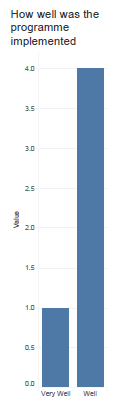 How well was the
programme
implemented
4.0
3.5
3.0
2.5
Value
2.0
1.5
1.0
0.5
0.0
Very Well Well